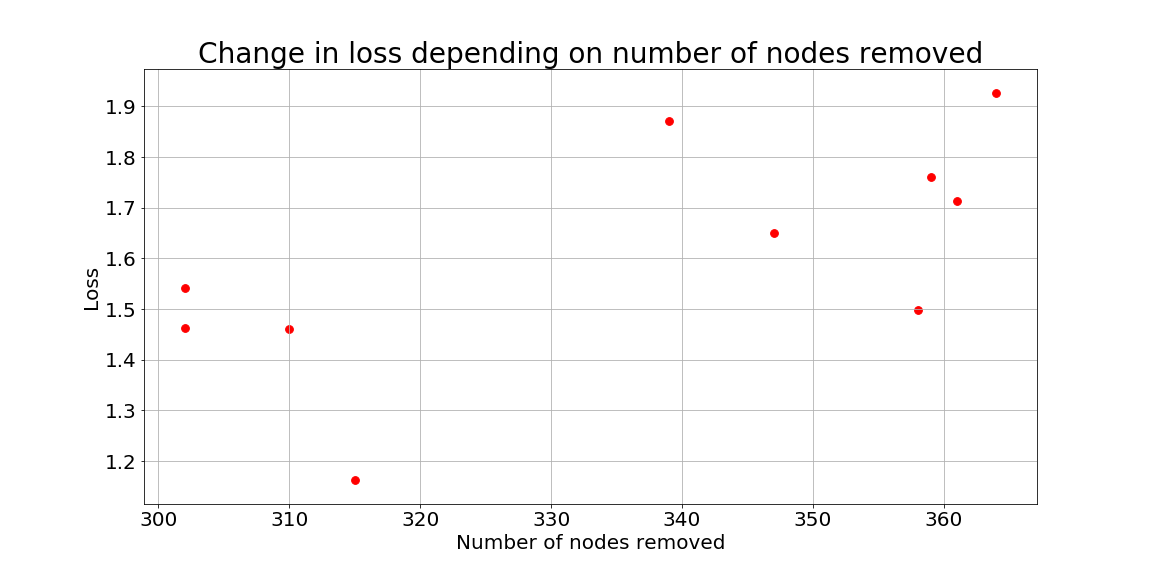 Change in loss depending on number of nodes removed
1.9
1.8
1.7
1.6
1.5
1.4
1.3
1.2
Loss
300 310 320 330 340 350 360
Number of nodes removed